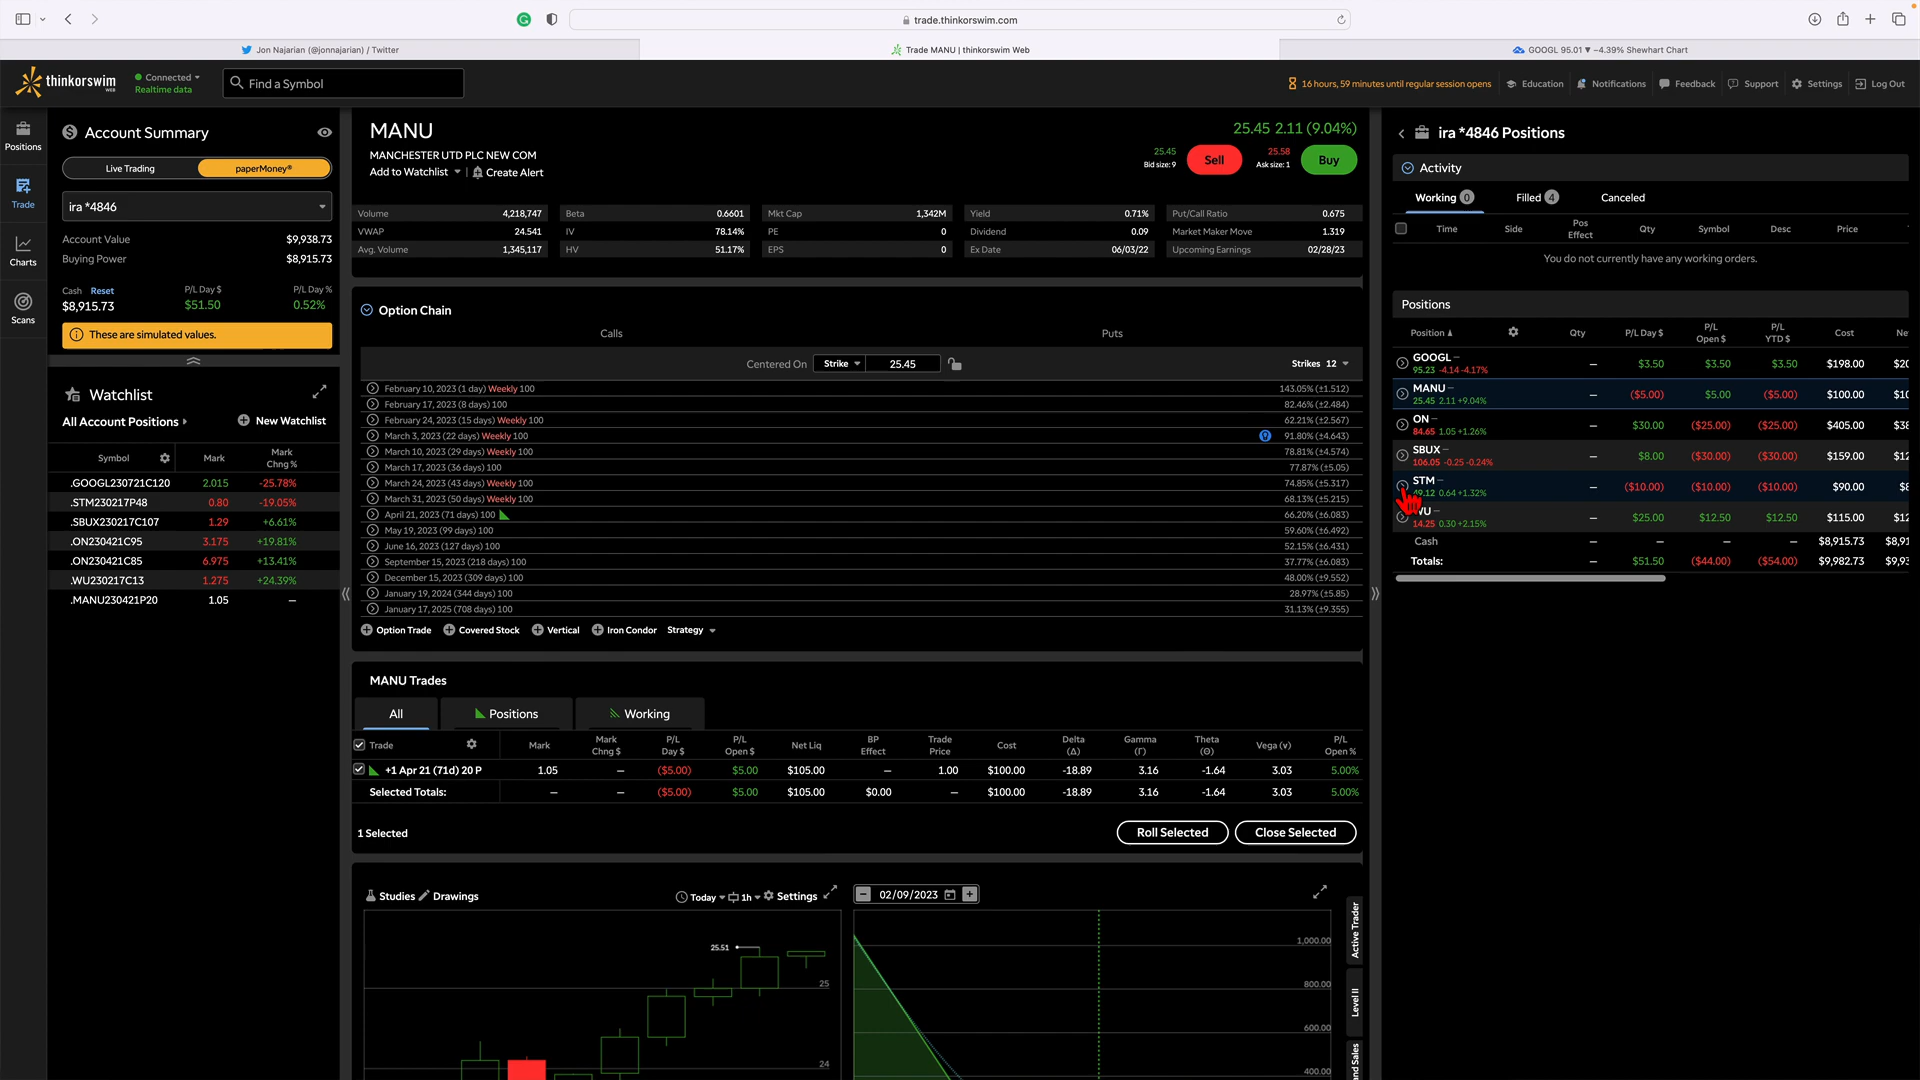 trade.thinkorswim.com
Jon Najarian (@jonnajarian) / Twitter
Trade MANU | thinkorswim Web
GOOGL 95.01 ▼ −4.39% Shewhart Chart
thinkorswim WEB
Connected
Realtime data
Find a Symbol
16 hours, 59 minutes until regular session opens
Education
Notifications
Feedback
Support
Settings
Log Out
Positions
Trade
Charts
Scans
Account Summary
Live Trading paperMoney®
ira *4846
Account Value $9,938.73
Buying Power $8,915.73
Cash Reset P/L Day $ P/L Day %
$8,915.73 $51.50 0.52%
These are simulated values.
Watchlist
All Account Positions New Watchlist
Symbol Mark Mark Chng %
.GOOGL230721C120 2.015 -25.78%
.STM230217P48 0.80 -19.05%
.SBUX230217C107 1.29 +6.61%
.ON230421C95 3.175 +19.81%
.ON230421C85 6.975 +13.41%
.WU230217C13 1.275 +24.39%
.MANU230421P20 1.05 —
MANU
MANCHESTER UTD PLC NEW COM
Add to Watchlist | Create Alert
25.45 2.11 (9.04%)
25.45
Bid size: 9
Sell
25.58
Ask size: 1
Buy
Volume 4,218,747 Beta 0.6601 Mkt Cap 1,342M Yield 0.71% Put/Call Ratio 0.675
VWAP 24.541 IV 78.14% PE 0 Dividend 0.09 Market Maker Move 1.319
Avg. Volume 1,345,117 HV 51.17% EPS 0 Ex Date 06/03/22 Upcoming Earnings 02/28/23
Option Chain
Calls Puts
Centered On Strike 25.45 Strikes 12
February 10, 2023 (1 day) Weekly 100 143.05% (±1.512)
February 17, 2023 (8 days) 100 82.46% (±2.484)
February 24, 2023 (15 days) Weekly 100 62.21% (±2.567)
March 3, 2023 (22 days) Weekly 100 91.80% (±4.643)
March 10, 2023 (29 days) Weekly 100 78.81% (±4.574)
March 17, 2023 (36 days) 100 77.87% (±5.05)
March 24, 2023 (43 days) Weekly 100 74.85% (±5.317)
March 31, 2023 (50 days) Weekly 100 68.13% (±5.215)
April 21, 2023 (71 days) 100 66.20% (±6.083)
May 19, 2023 (99 days) 100 59.60% (±6.492)
June 16, 2023 (127 days) 100 52.15% (±6.431)
September 15, 2023 (218 days) 100 37.77% (±6.083)
December 15, 2023 (309 days) 100 48.00% (±9.552)
January 19, 2024 (344 days) 100 28.97% (±5.85)
January 17, 2025 (708 days) 100 31.13% (±9.355)
Option Trade Covered Stock Vertical Iron Condor Strategy
MANU Trades
All Positions Working
Trade Mark Mark Chng $ P/L Day $ P/L Open $ Net Liq BP Effect Trade Price Cost Delta (Δ) Gamma (Γ) Theta (Θ) Vega (v) P/L Open %
+1 Apr 21 (71d) 20 P 1.05 — ($5.00) $5.00 $105.00 — 1.00 $100.00 -18.89 3.16 -1.64 3.03 5.00%
Selected Totals: — — ($5.00) $5.00 $105.00 $0.00 — $100.00 -18.89 3.16 -1.64 3.03 5.00%
1 Selected Roll Selected Close Selected
Studies Drawings Today 1h Settings
25.51
25
24
02/09/2023
1,000.00
800.00
600.00
400.00
Active Trader
Level II
nd Sales
ira *4846 Positions
Activity
Working 0 Filled 4 Canceled
Time Side Pos Effect Qty Symbol Desc Price
You do not currently have any working orders.
Positions
Position Qty P/L Day $ P/L Open $ P/L YTD $ Cost Ne
GOOGL — $3.50 $3.50 $3.50 $198.00 $20
95.23 -4.14 -4.17%
MANU — ($5.00) $5.00 ($5.00) $100.00 $10
25.45 2.11 +9.04%
ON — $30.00 ($25.00) ($25.00) $405.00 $38
84.65 1.05 +1.26%
SBUX — $8.00 ($30.00) ($30.00) $159.00 $12
106.05 -0.25 -0.24%
STM — ($10.00) ($10.00) ($10.00) $90.00 $8
49.12 0.64 +1.32%
WU — $25.00 $12.50 $12.50 $115.00 $12
14.25 0.30 +2.15%
Cash — — — — $8,915.73 $8,91
Totals: — $51.50 ($44.00) ($54.00) $9,982.73 $9,93